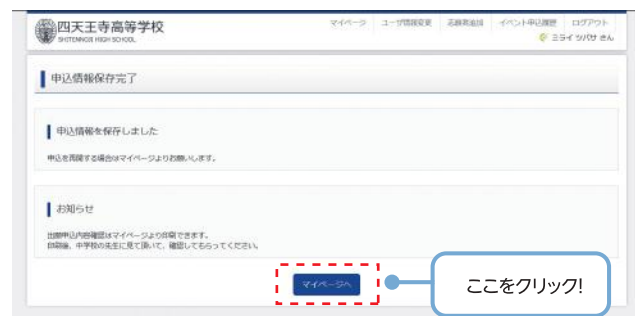 四天王寺高等学校
SHITENNOJI HIGH SCHOOL
マイページ ユーザ情報変更 志願者追加 イベント申込履歴 ログアウト
ミライ ツバサ さん
申込情報保存完了
申込情報を保存しました
申込を再開する場合はマイページよりお願いします。
お知らせ
出願申込内容確認はマイページより印刷できます。
印刷後、中学校の先生に見て頂いて、確認してもらってください。
マイページへ
ここをクリック!